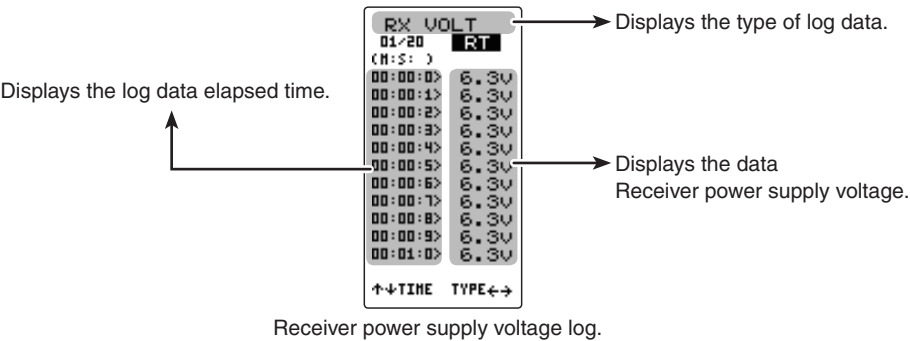 RX VOLT
Displays the type of log data.
01/20 RT
(M:S: )
00:00:0> 6.3V
00:00:1> 6.3V
Displays the log data elapsed time.
00:00:2> 6.3V
00:00:3> 6.3V
00:00:4> 6.3V
00:00:5> 6.3V
Displays the data
Receiver power supply voltage.
00:00:6> 6.3V
00:00:7> 6.3V
00:00:8> 6.3V
00:00:9> 6.3V
00:01:0> 6.3V
↑↓TIME TYPE←→
Receiver power supply voltage log.